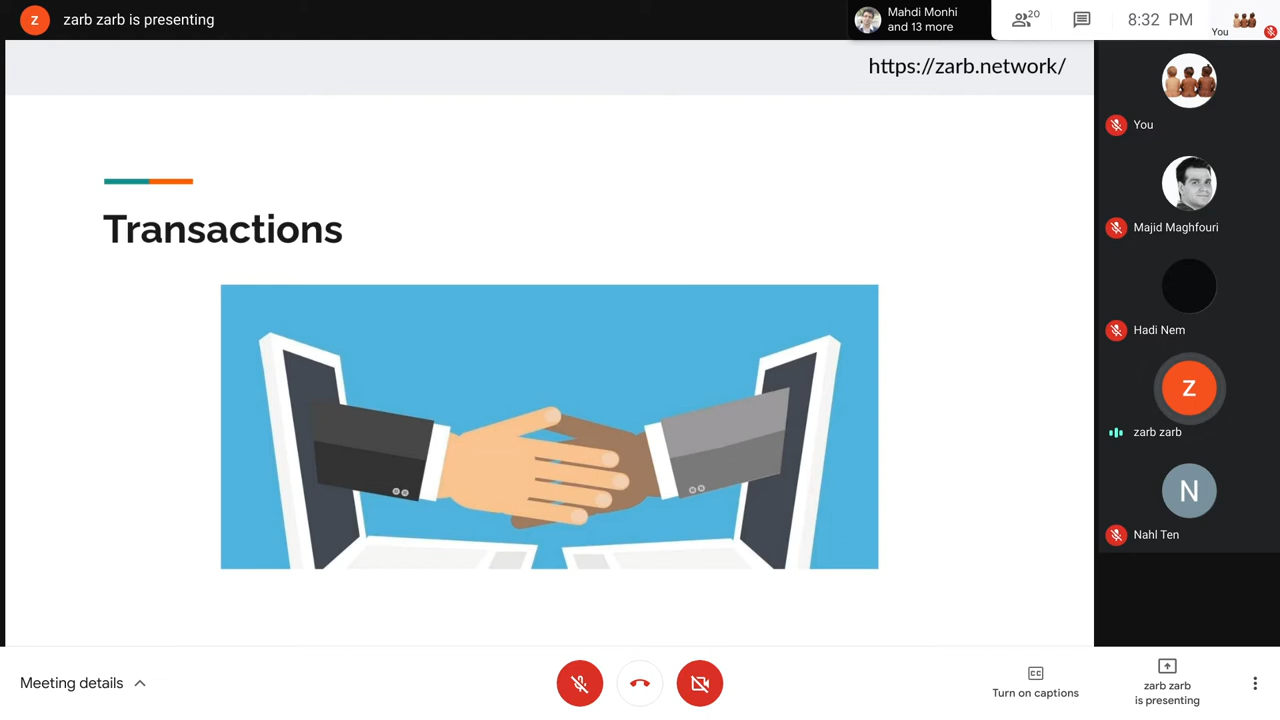 z
zarb zarb is presenting
Mahdi Monhi
and 13 more
20
8:32 PM
You
https://zarb.network/
Transactions
You
Majid Maghfouri
Hadi Nem
z
zarb zarb
N
Nahl Ten
Meeting details
CC
Turn on captions
zarb zarb
is presenting